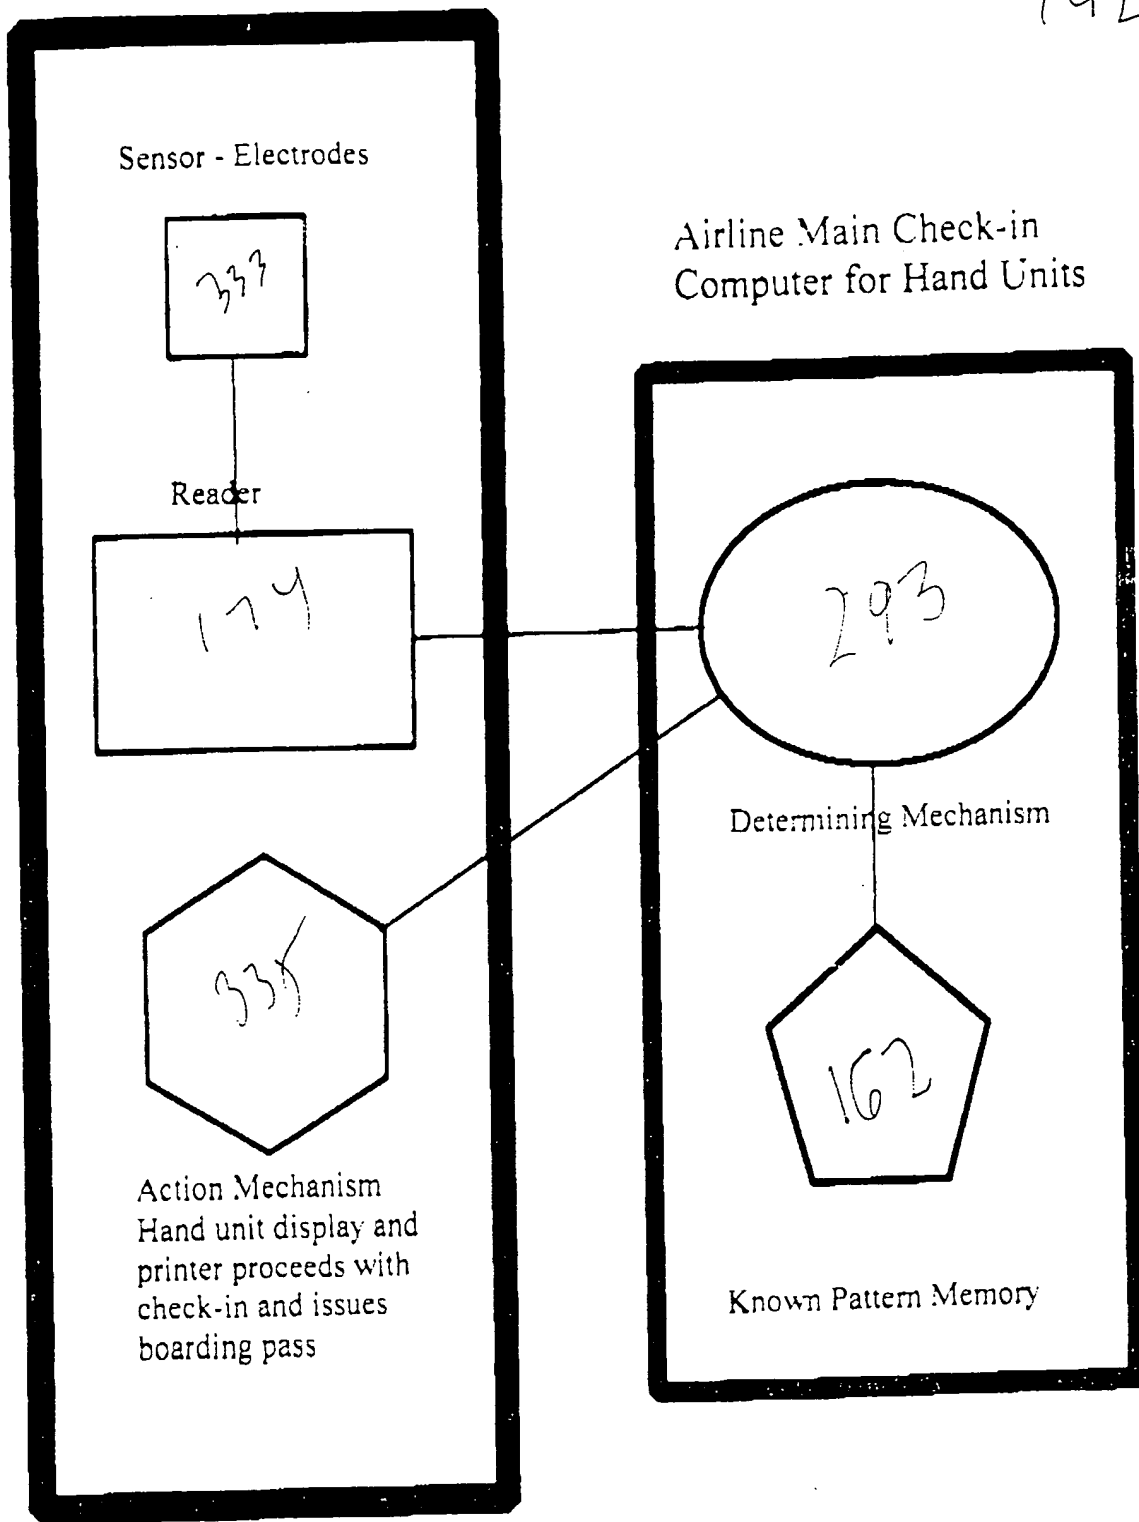 Sensor - Electrodes
333
Airline Main Check-in
Computer for Hand Units
Reader
174
293
Determining Mechanism
335
162
Action Mechanism
Hand unit display and
printer proceeds with
check-in and issues
boarding pass
Known Pattern Memory